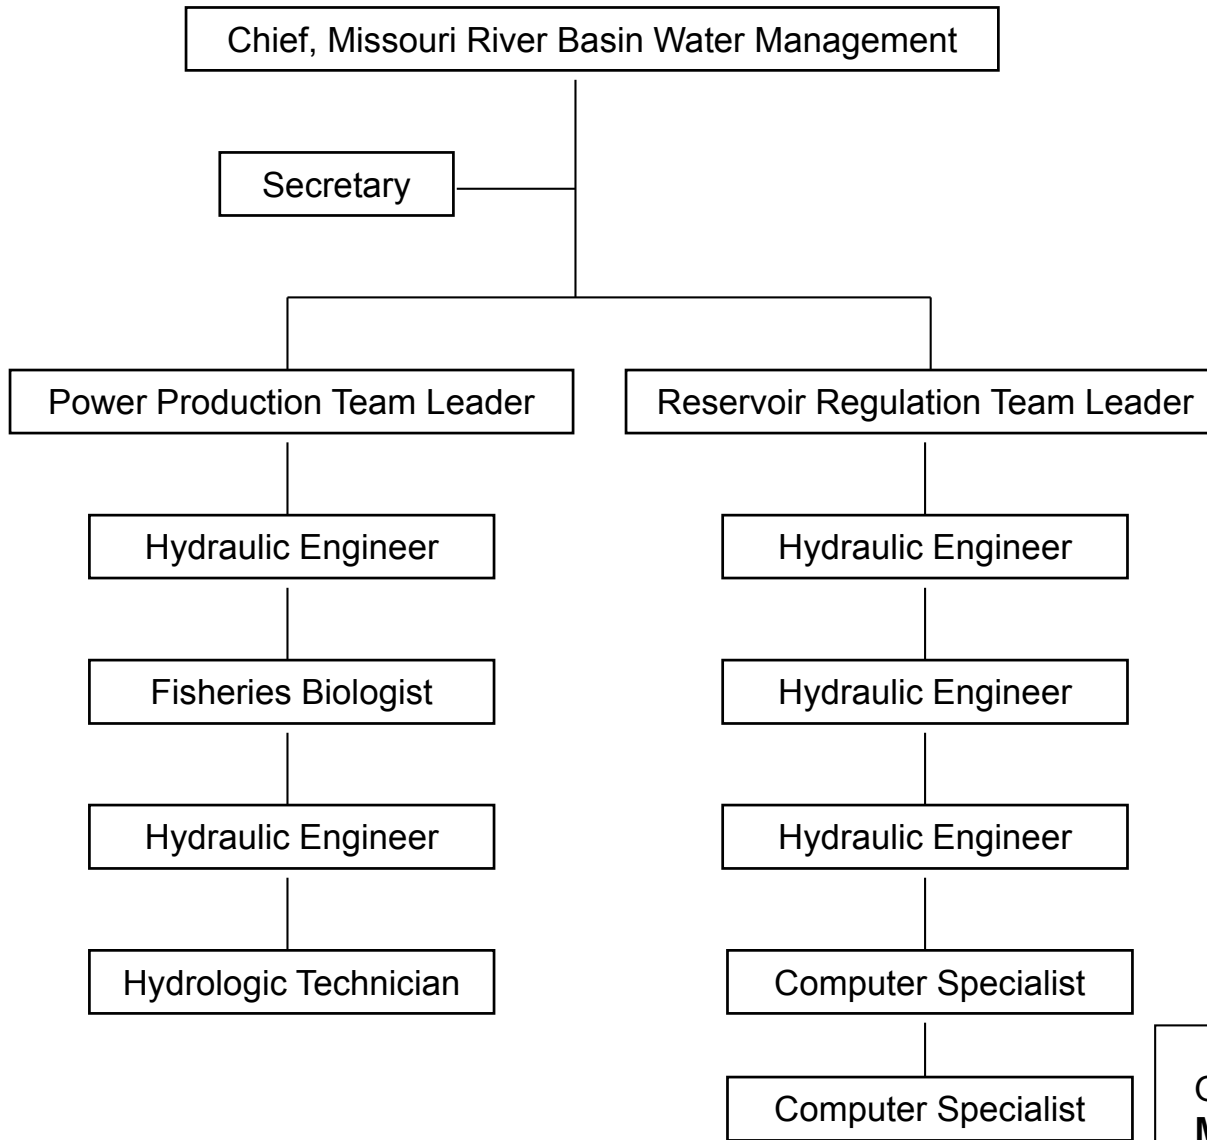 Chief, Missouri River Basin Water Management
Secretary
Power Production Team Leader
Reservoir Regulation Team Leader
Hydraulic Engineer
Hydraulic Engineer
Fisheries Biologist
Hydraulic Engineer
Hydraulic Engineer
Hydraulic Engineer
Hydrologic Technician
Computer Specialist
Computer Specialist